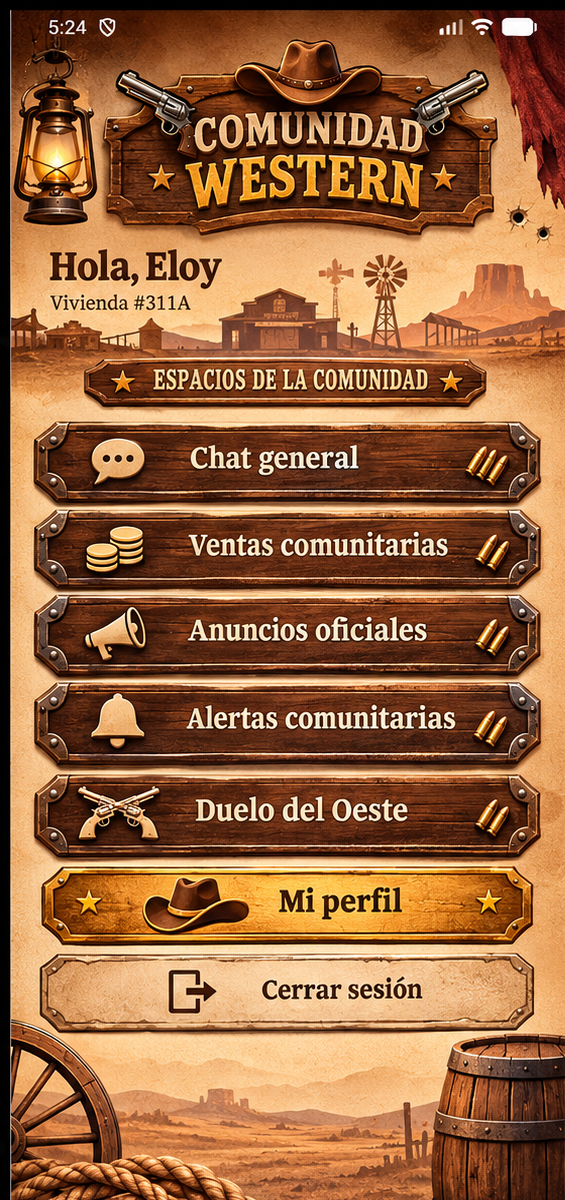 5:24
COMUNIDAD
WESTERN
Hola, Eloy
Vivienda #311A
ESPACIOS DE LA COMUNIDAD
Chat general
Ventas comunitarias
Anuncios oficiales
Alertas comunitarias
Duelo del Oeste
Mi perfil
Cerrar sesión